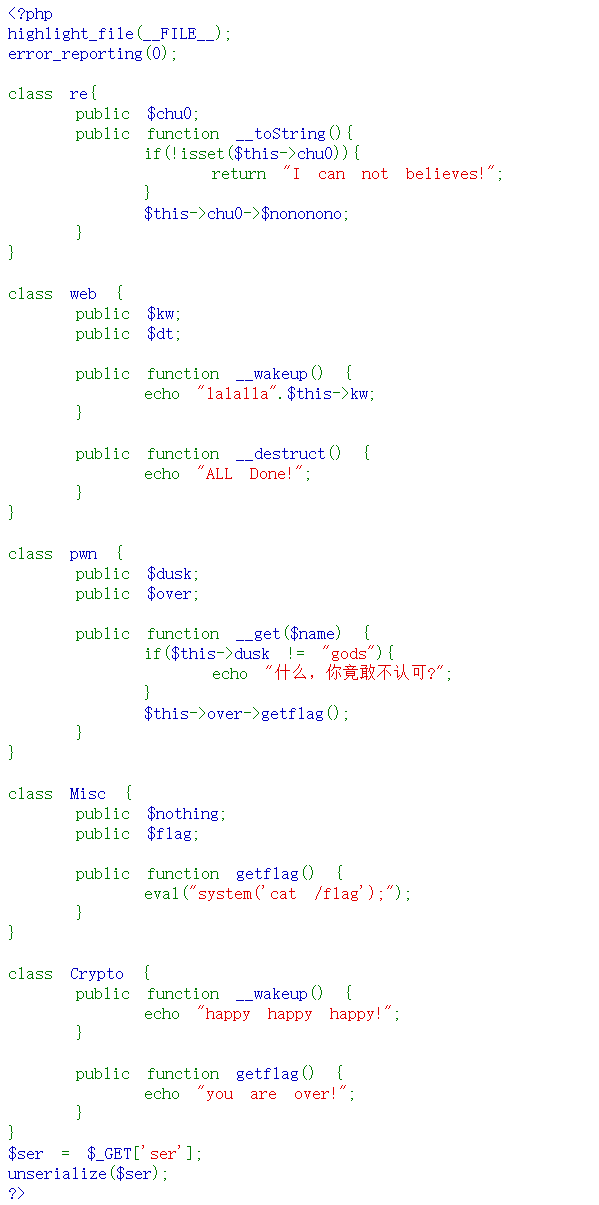 <?php
highlight_file(__FILE__);
error_reporting(0);
class re{
public $chu0;
public function __toString(){
if(!isset($this->chu0)){
return "I can not believes!";
}
$this->chu0->$nononono;
}
}
class web {
public $kw;
public $dt;
public function __wakeup() {
echo "lalalla".$this->kw;
}
public function __destruct() {
echo "ALL Done!";
}
}
class pwn {
public $dusk;
public $over;
public function __get($name) {
if($this->dusk != "gods"){
echo "什么，你竟敢不认可?";
}
$this->over->getflag();
}
}
class Misc {
public $nothing;
public $flag;
public function getflag() {
eval("system('cat /flag');");
}
}
class Crypto {
public function __wakeup() {
echo "happy happy happy!";
}
public function getflag() {
echo "you are over!";
}
}
$ser = $_GET['ser'];
unserialize($ser);
?>